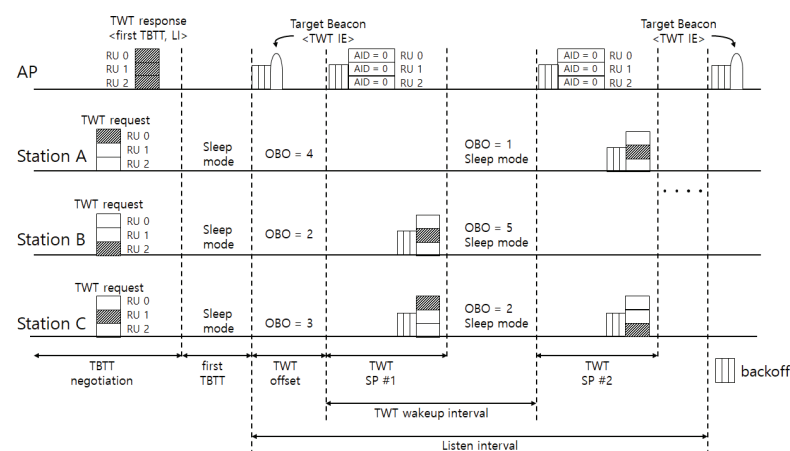 TWT response
<first TBTT, LI>
Target Beacon
<TWT IE>
Target Beacon
<TWT IE>
AP
RU 0
RU 1
RU 2
AID = 0 RU 0
AID = 0 RU 1
AID = 0 RU 2
AID = 0 RU 0
AID = 0 RU 1
AID = 0 RU 2
TWT request
RU 0
RU 1
RU 2
Station A
Sleep
mode
OBO = 4
OBO = 1
Sleep mode
. . . .
TWT request
RU 0
RU 1
RU 2
Station B
Sleep
mode
OBO = 2
OBO = 5
Sleep mode
TWT request
RU 0
RU 1
RU 2
Station C
Sleep
mode
OBO = 3
OBO = 2
Sleep mode
TBTT
negotiation
first
TBTT
TWT
offset
TWT
SP #1
TWT
SP #2
backoff
TWT wakeup interval
Listen interval